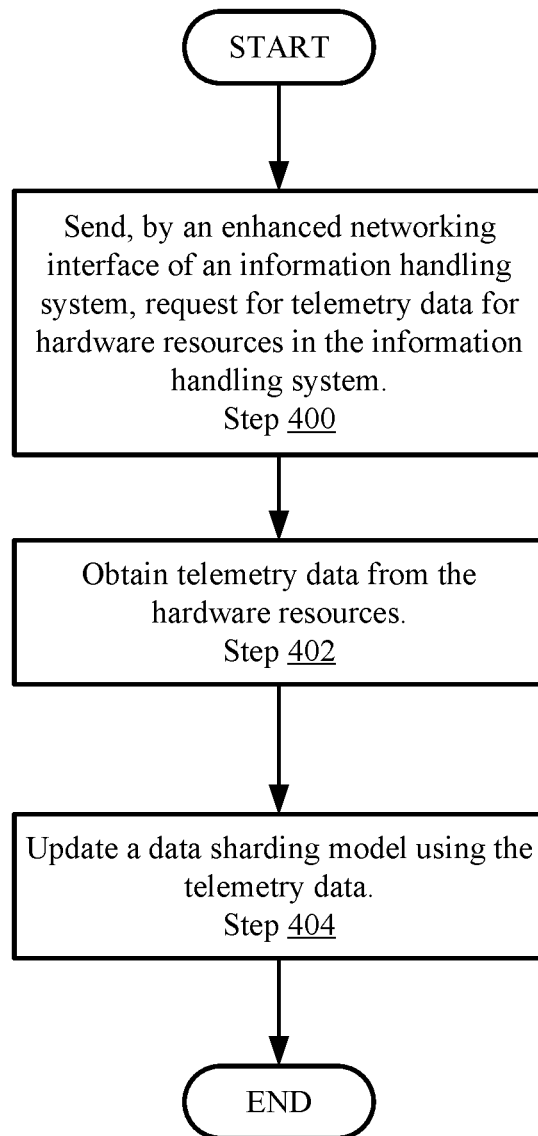 START
Send, by an enhanced networking
interface of an information handling
system, request for telemetry data for
hardware resources in the information
handling system.
Step 400
Obtain telemetry data from the
hardware resources.
Step 402
Update a data sharding model using the
telemetry data.
Step 404
END